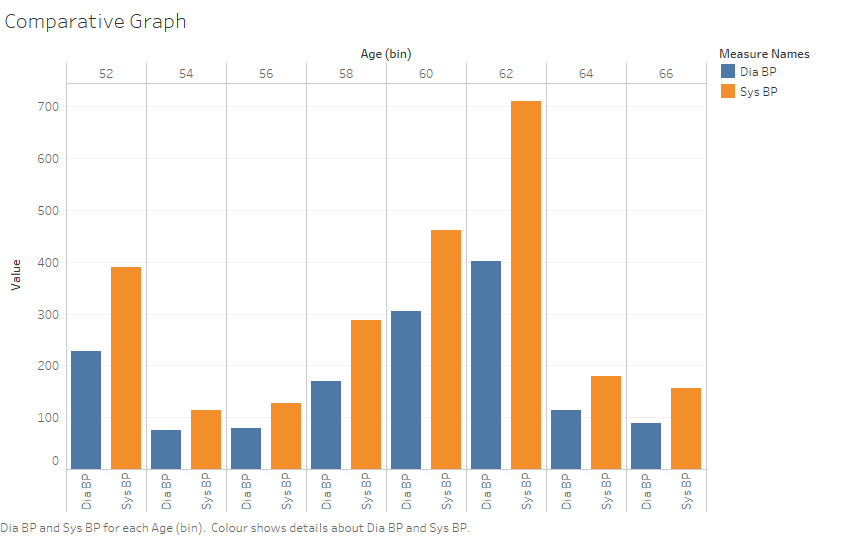 Comparative Graph
Age (bin)
52 54 56 58 60 62 64 66
Measure Names
Dia BP
Sys BP
700
600
500
400
300
200
100
0
Value
Dia BP Sys BP Dia BP Sys BP Dia BP Sys BP Dia BP Sys BP Dia BP Sys BP Dia BP Sys BP Dia BP Sys BP Dia BP Sys BP
Dia BP and Sys BP for each Age (bin). Colour shows details about Dia BP and Sys BP.